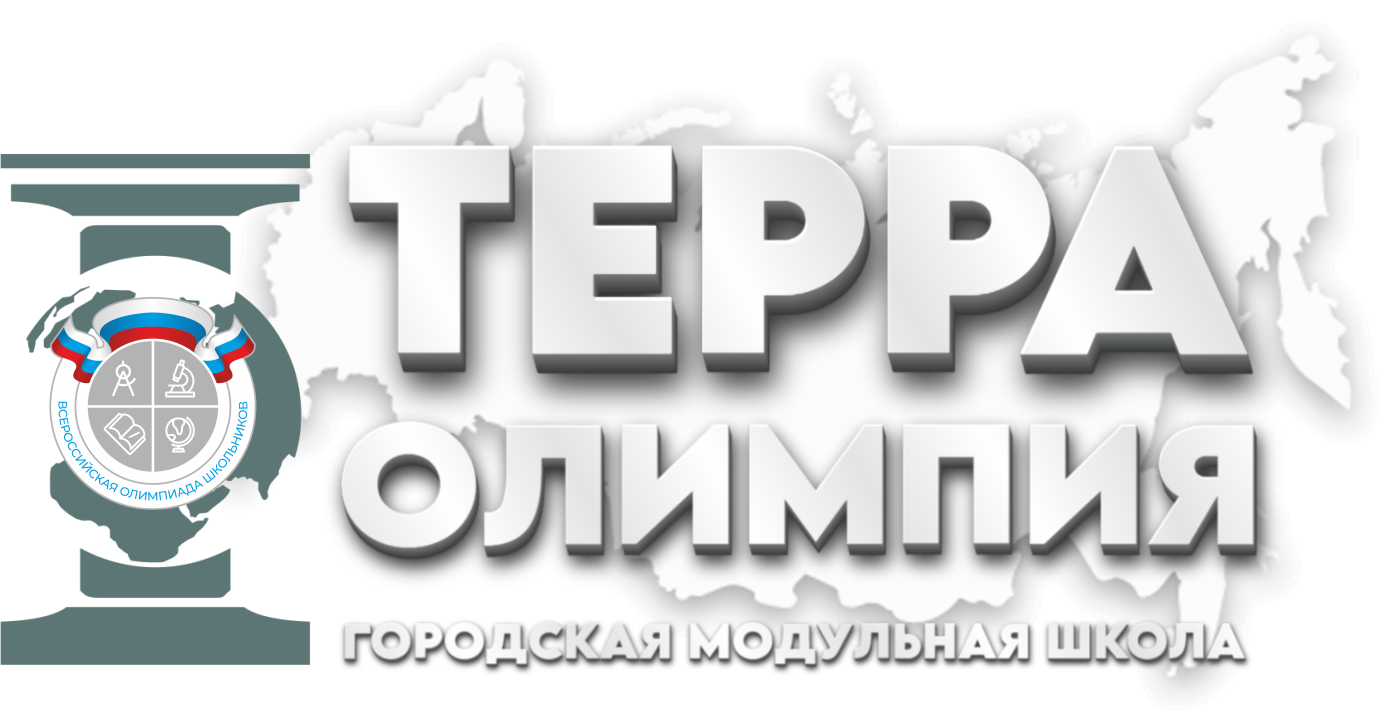 ТЕРРА
ОЛИМПИЯ
ГОРОДСКАЯ МОДУЛЬНАЯ ШКОЛА
ВСЕРОССИЙСКАЯ ОЛИМПИАДА ШКОЛЬНИКОВ